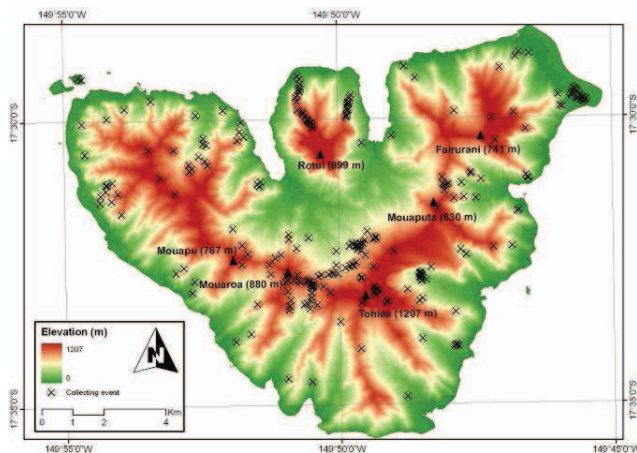 149°55'0"W 149°50'0"W 149°45'0"W
17°30'0"S 17°30'0"S
Fairurani (741 m)
Rotui (899 m)
Mouaputa (830 m)
Mouapu (767 m)
Mouaroa (880 m)
Tohiea (1207 m)
Elevation (m)
1207
0
N
Collecting event
0 1 2 4 Km
17°35'0"S 17°35'0"S
149°55'0"W 149°50'0"W 149°45'0"W